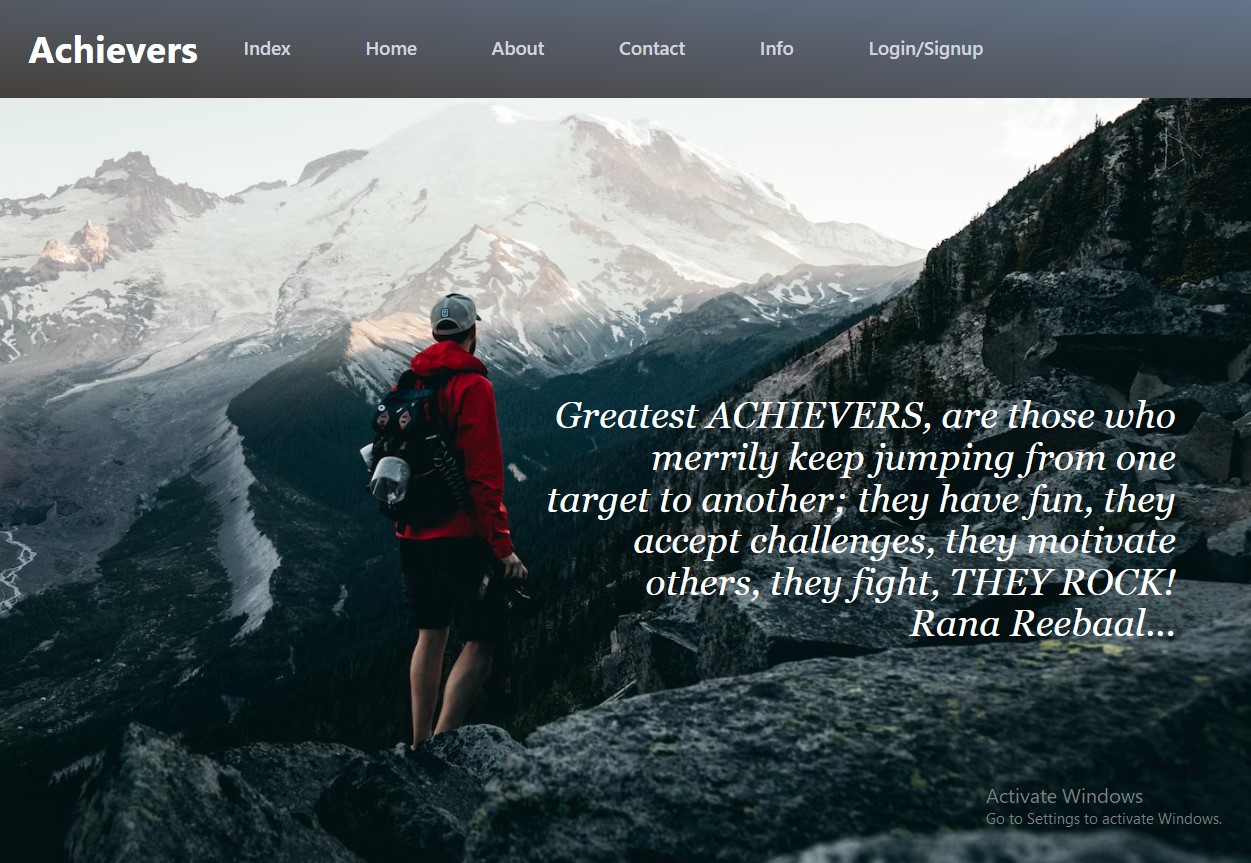 Achievers
Index Home About Contact Info Login/Signup
Greatest ACHIEVERS, are those who
merrily keep jumping from one
target to another; they have fun, they
accept challenges, they motivate
others, they fight, THEY ROCK!
Rana Reebaal...
Activate Windows
Go to Settings to activate Windows.